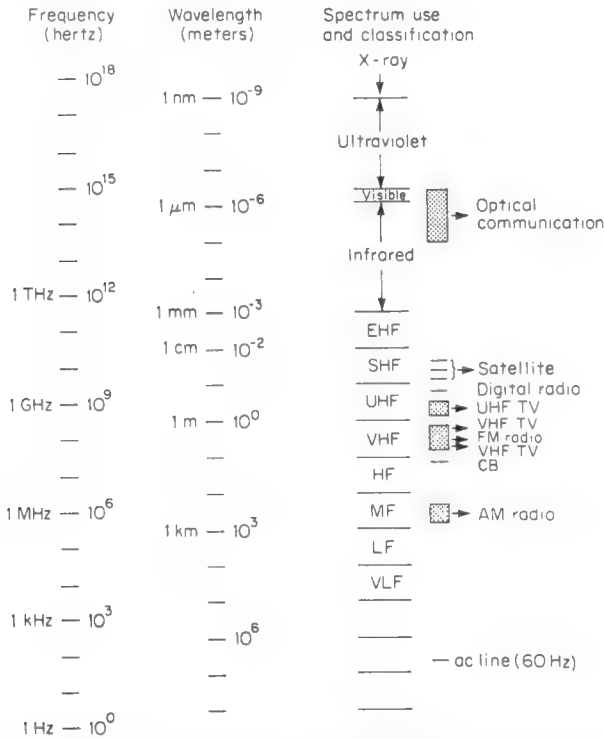 Frequency (hertz)
Wavelength (meters)
Spectrum use and classification
X-ray
10^18
1 nm — 10^-9
Ultraviolet
10^15
Visible
1 μm — 10^-6
Optical communication
Infrared
1 THz — 10^12
1 mm — 10^-3
EHF
1 cm — 10^-2
SHF
Satellite
Digital radio
1 GHz — 10^9
UHF
UHF TV
1 m — 10^0
VHF TV
VHF
FM radio
VHF TV
CB
HF
1 MHz — 10^6
MF
AM radio
1 km — 10^3
LF
VLF
1 kHz — 10^3
10^6
ac line (60 Hz)
1 Hz — 10^0